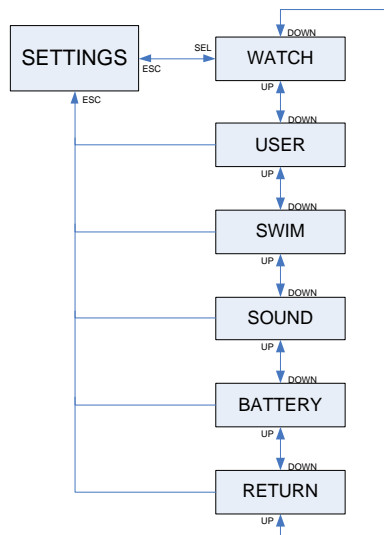 DOWN
SETTINGS
SEL
ESC
WATCH
ESC
UP
DOWN
USER
UP
DOWN
SWIM
UP
DOWN
SOUND
UP
DOWN
BATTERY
UP
DOWN
RETURN
UP